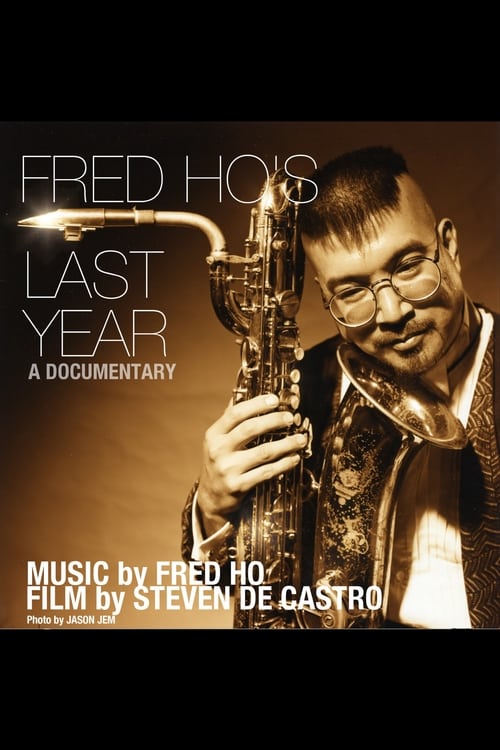 FRED HO'S
LAST
YEAR
A DOCUMENTARY
MUSIC by FRED HO
FILM by STEVEN DE CASTRO
Photo by JASON JEM